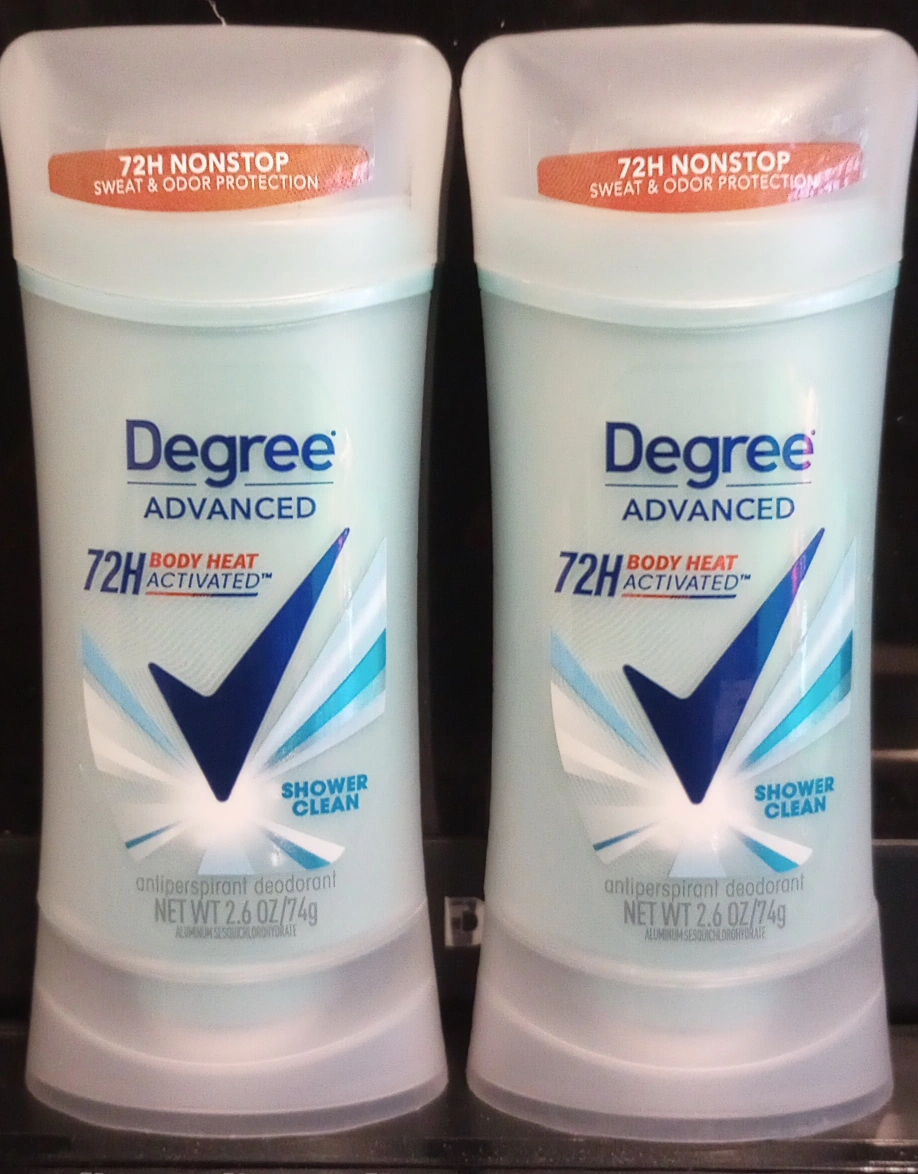 72H NONSTOP
SWEAT & ODOR PROTECTION
Degree
ADVANCED
72H BODY HEAT
ACTIVATED™
SHOWER
CLEAN
antiperspirant deodorant
NET WT 2.6 OZ/74g
ALUMINUM SESQUICHLOROHYDRATE
72H NONSTOP
SWEAT & ODOR PROTECTION
Degree
ADVANCED
72H BODY HEAT
ACTIVATED™
SHOWER
CLEAN
antiperspirant deodorant
NET WT 2.6 OZ/74g
ALUMINUM SESQUICHLOROHYDRATE